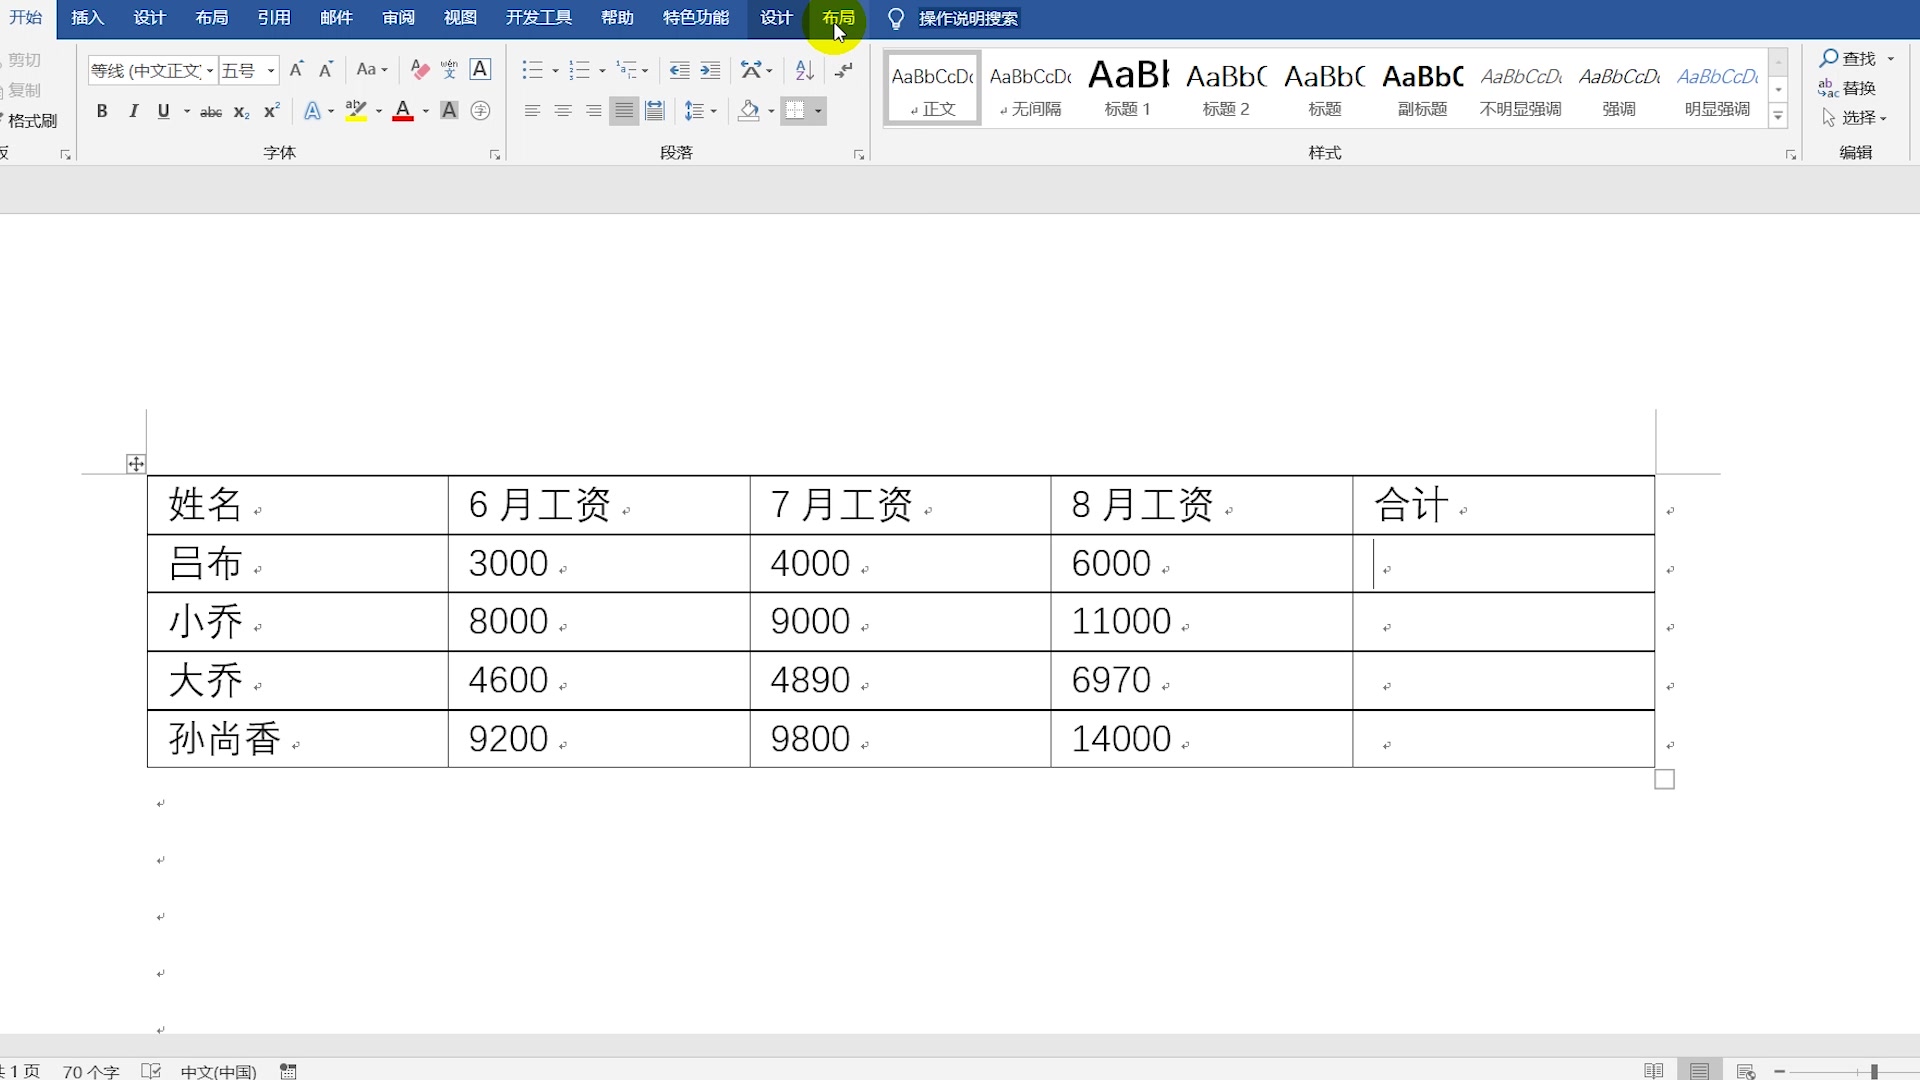 开始 插入 设计 布局 引用 邮件 审阅 视图 开发工具 帮助 特色功能 设计 布局 操作说明搜索
剪切
复制
格式刷
等线 (中文正文 五号 Aa wén 文 A
B I U abc X₂ X² A ab A A 字
字体
段落
AaBbCcDc AaBbCcDc AaBl AaBbC AaBbC AaBbC AaBbCcDc AaBbCcDc AaBbCcDc
正文 无间隔 标题 1 标题 2 标题 副标题 不明显强调 强调 明显强调
样式
查找
替换
选择
编辑
姓名 6 月工资 7 月工资 8 月工资 合计
吕布 3000 4000 6000
小乔 8000 9000 11000
大乔 4600 4890 6970
孙尚香 9200 9800 14000
1 页 70 个字 中文(中国)